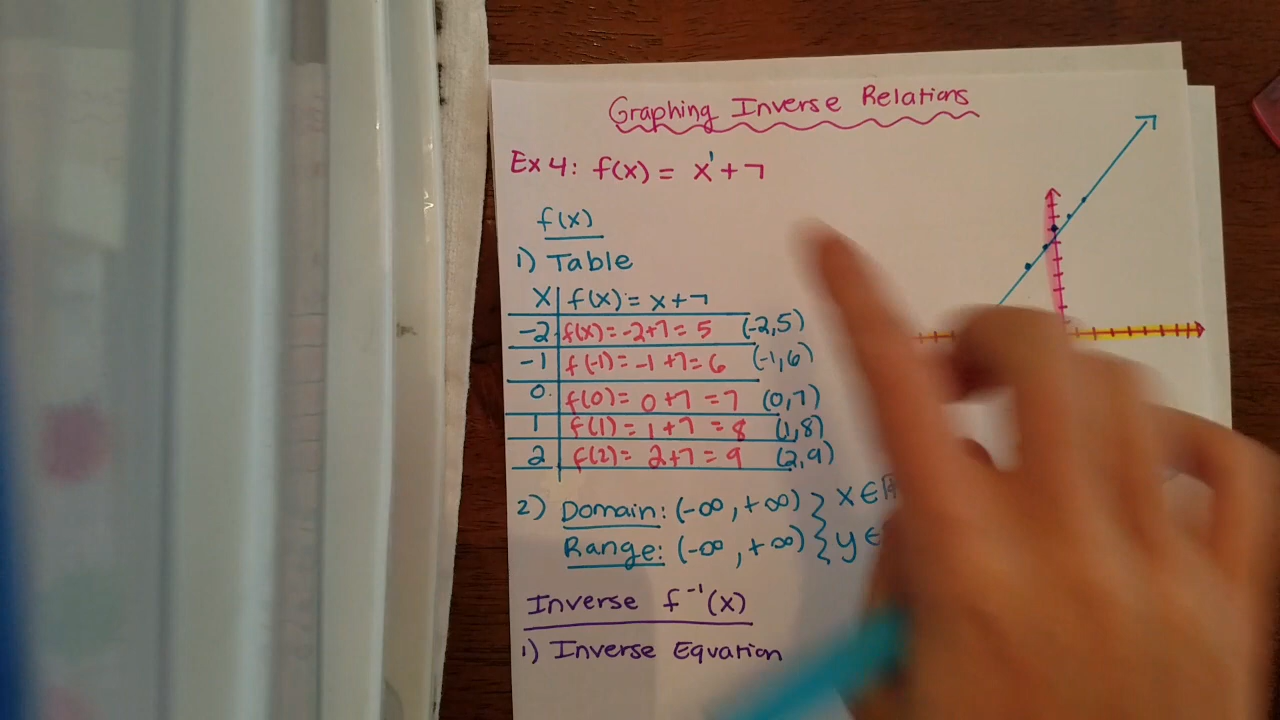 Graphing Inverse Relations
Ex 4: f(x) = x¹+7
f(x)
1) Table
x | f(x) = x+7
-2 f(x) = -2+7 = 5 (-2,5)
-1 f(-1) = -1 +7 = 6 (-1,6)
0 f(0) = 0+7 = 7 (0,7)
1 f(1) = 1+7 = 8 (1,8)
2 f(2) = 2+7 = 9 (2,9)
2) Domain: (-∞, +∞) } x ∈
Range: (-∞, +∞) } y ∈
Inverse f⁻¹(x)
1) Inverse Equation